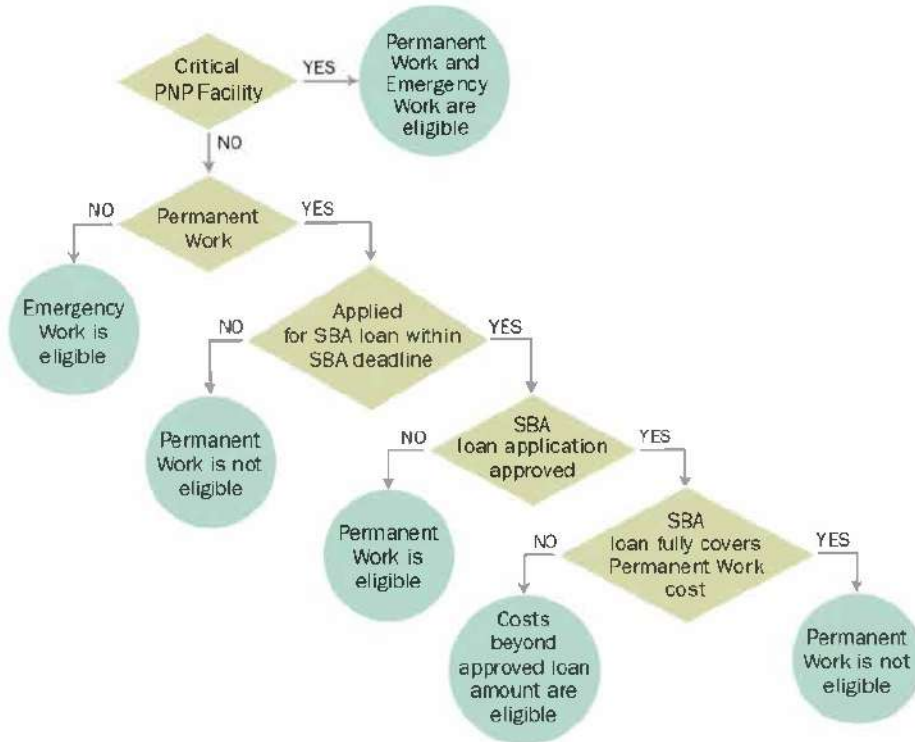 Critical
PNP Facility
YES
Permanent
Work and
Emergency
Work are
eligible
NO
NO
Permanent
Work
YES
Emergency
Work is
eligible
NO
Applied
for SBA loan within
SBA deadline
YES
Permanent
Work is not
eligible
NO
SBA
loan application
approved
YES
Permanent
Work is
eligible
NO
SBA
loan fully covers
Permanent Work
cost
YES
Costs
beyond
approved loan
amount are
eligible
Permanent
Work is not
eligible